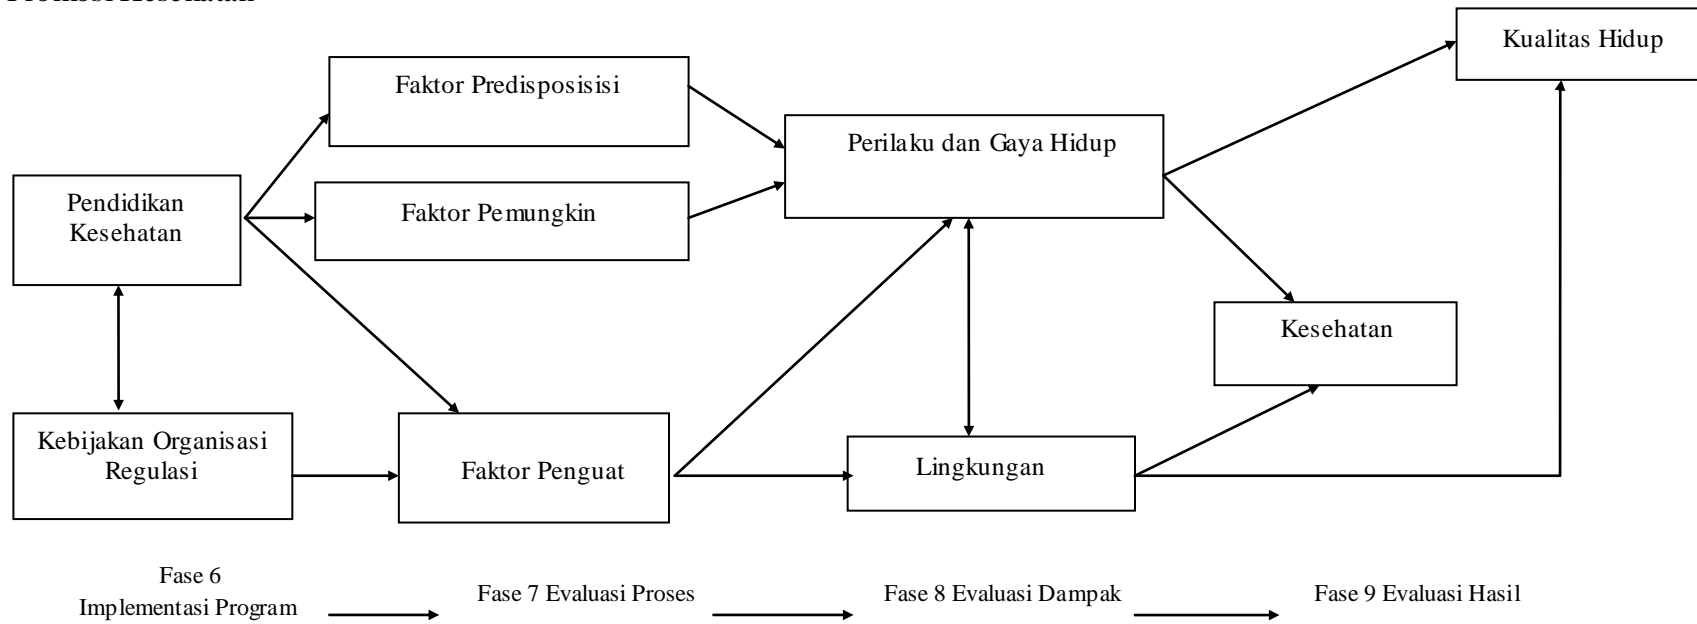 Promosi Kesehatan
Kualitas Hidup
Faktor Predisposisisi
Perilaku dan Gaya Hidup
Pendidikan
Kesehatan
Faktor Pemungkin
Kesehatan
Kebijakan Organisasi
Regulasi
Faktor Penguat
Lingkungan
Fase 6
Implementasi Program
Fase 7 Evaluasi Proses
Fase 8 Evaluasi Dampak
Fase 9 Evaluasi Hasil